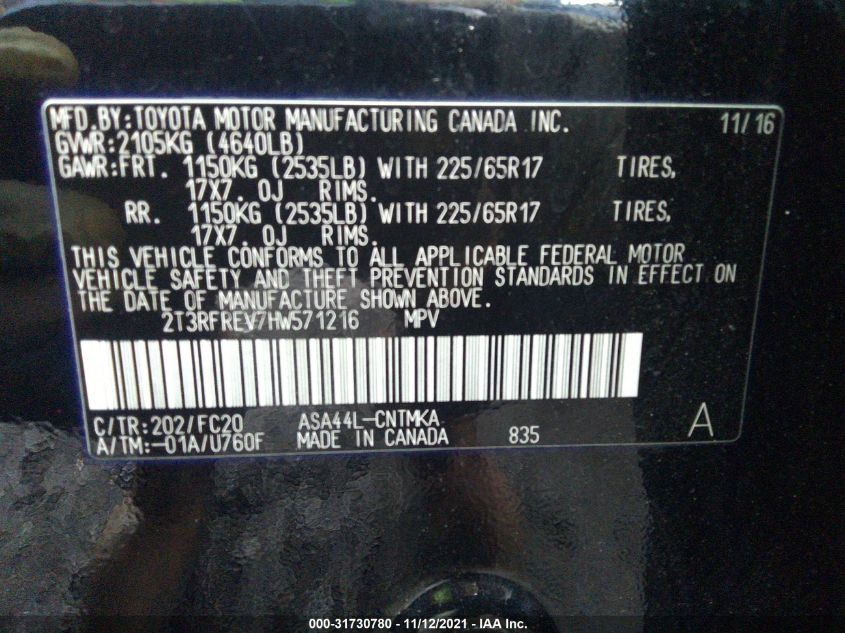 MFD.BY:TOYOTA MOTOR MANUFACTURING CANADA INC. 11/16
GVWR:2105KG (4640LB)
GAWR:FRT. 1150KG (2535LB) WITH 225/65R17 TIRES,
17X7.0J RIMS.
RR. 1150KG (2535LB) WITH 225/65R17 TIRES,
17X7.0J RIMS.
THIS VEHICLE CONFORMS TO ALL APPLICABLE FEDERAL MOTOR
VEHICLE SAFETY AND THEFT PREVENTION STANDARDS IN EFFECT ON
THE DATE OF MANUFACTURE SHOWN ABOVE.
2T3RFREV7HW571216 MPV
C/TR:202/FC20 ASA44L-CNTMKA
A/TM:-01A/U760F MADE IN CANADA 835 A
000-31730780 - 11/12/2021 - IAA Inc.